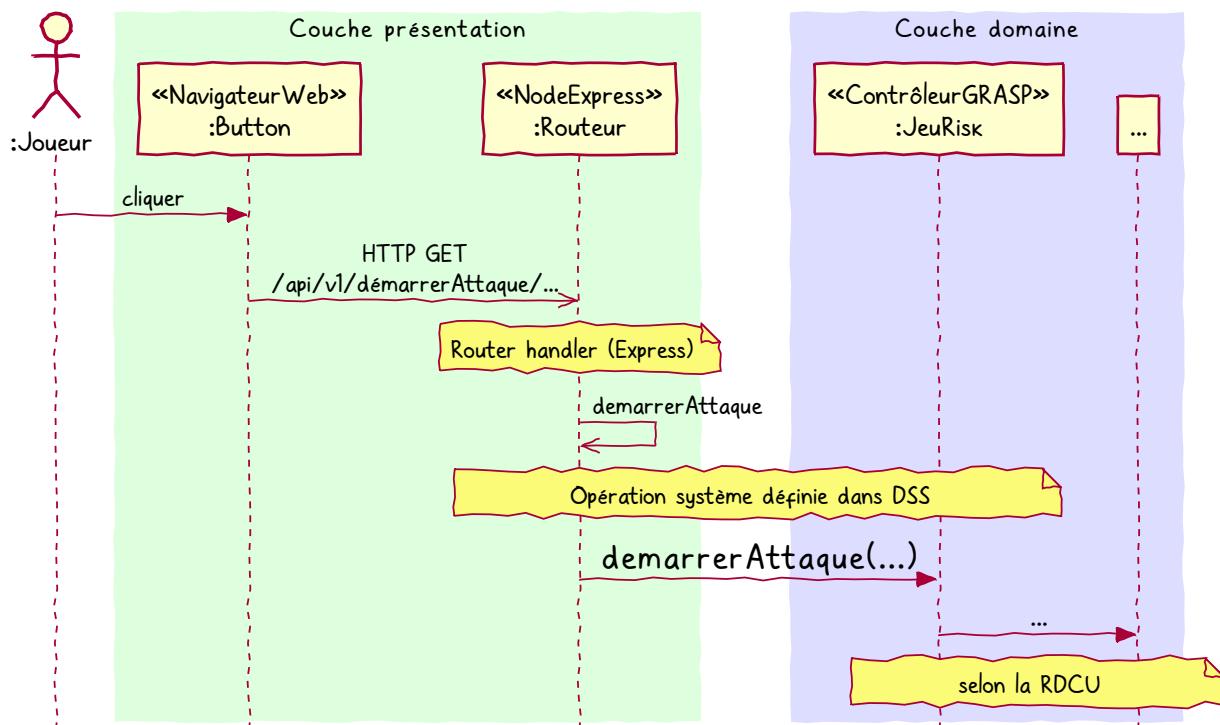 Couche présentation
Couche domaine
:Joueur
«NavigateurWeb»
:Button
«NodeExpress»
:Routeur
«ContrôleurGRASP»
:JeuRisk
...
cliquer
HTTP GET
/api/v1/démarrerAttaque/...
Router handler (Express)
demarrerAttaque
Opération système définie dans DSS
demarrerAttaque(...)
...
selon la RDCU